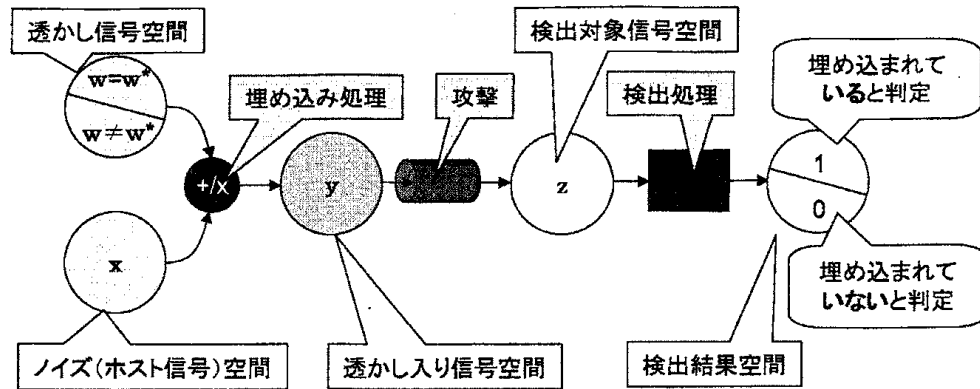 透かし信号空間
w=w*
w≠w*
埋め込み処理
攻撃
検出対象信号空間
検出処理
埋め込まれて
いると判定
+/x
y
z
1
0
x
埋め込まれて
いないと判定
ノイズ(ホスト信号)空間
透かし入り信号空間
検出結果空間